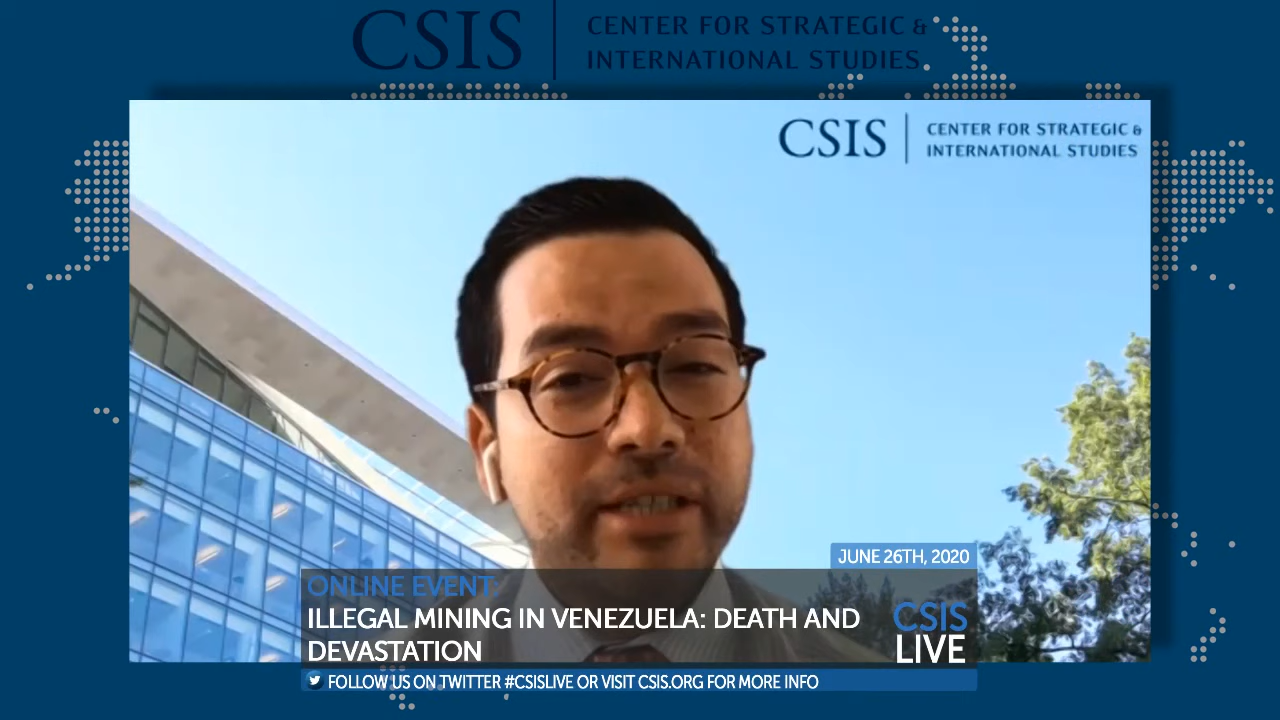 CSIS
CENTER FOR STRATEGIC &
INTERNATIONAL STUDIES
CSIS
CENTER FOR STRATEGIC &
INTERNATIONAL STUDIES
JUNE 26TH, 2020
ONLINE EVENT:
ILLEGAL MINING IN VENEZUELA: DEATH AND
DEVASTATION
CSIS
LIVE
FOLLOW US ON TWITTER #CSISLIVE OR VISIT CSIS.ORG FOR MORE INFO